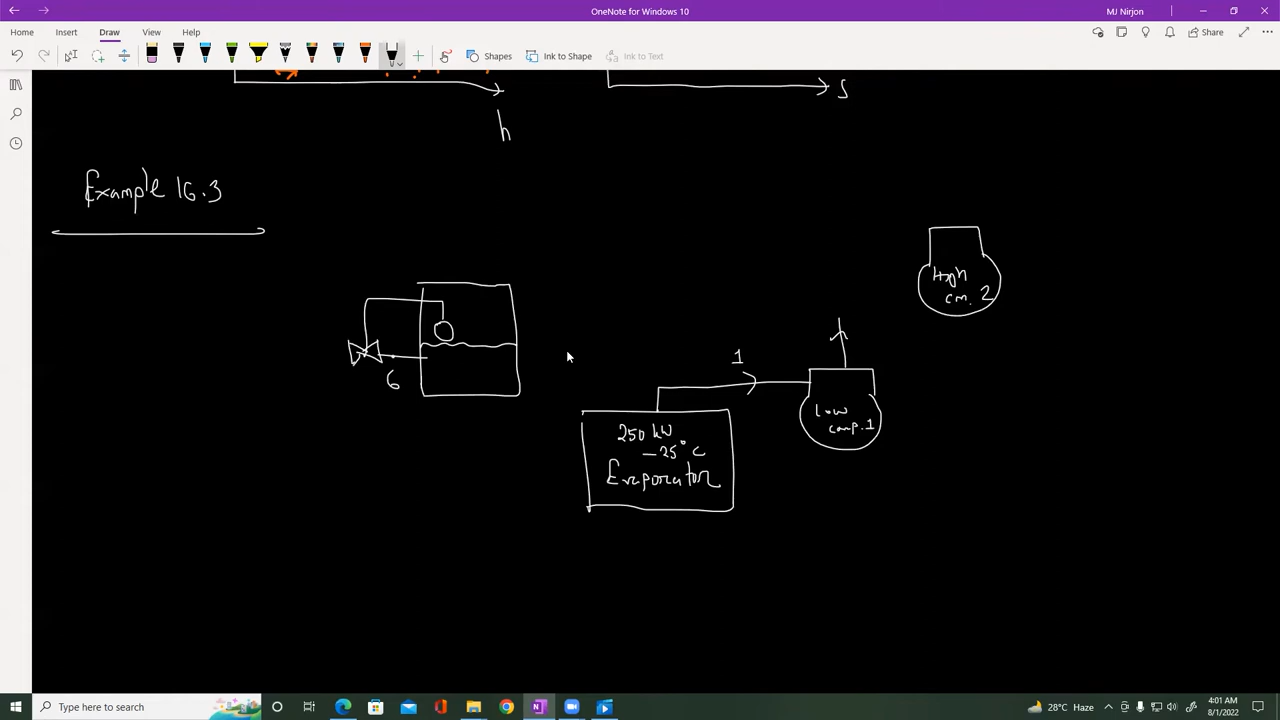 OneNote for Windows 10
MJ Nirjon
Home Insert Draw View Help
Share
Shapes Ink to Shape Ink to Text
h
s
Example 16.3
High
cm. 2
1
6
Low
comp. 1
250 kW
-25°C
Evaporator
Type here to search
28°C Haze
4:01 AM
8/1/2022